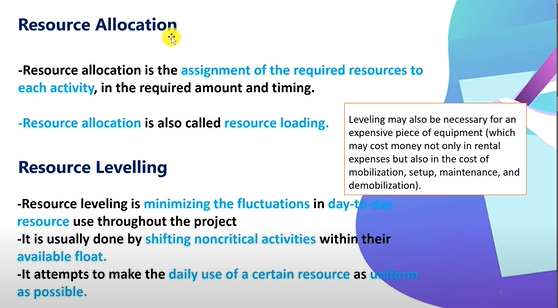 Resource Allocation
-Resource allocation is the assignment of the required resources to
each activity, in the required amount and timing.
-Resource allocation is also called resource loading.
Leveling may also be necessary for an
expensive piece of equipment (which
may cost money not only in rental
expenses but also in the cost of
mobilization, setup, maintenance, and
demobilization).
Resource Levelling
-Resource leveling is minimizing the fluctuations in day-to-day
resource use throughout the project
-It is usually done by shifting noncritical activities within their
available float.
-It attempts to make the daily use of a certain resource as uniform
as possible.